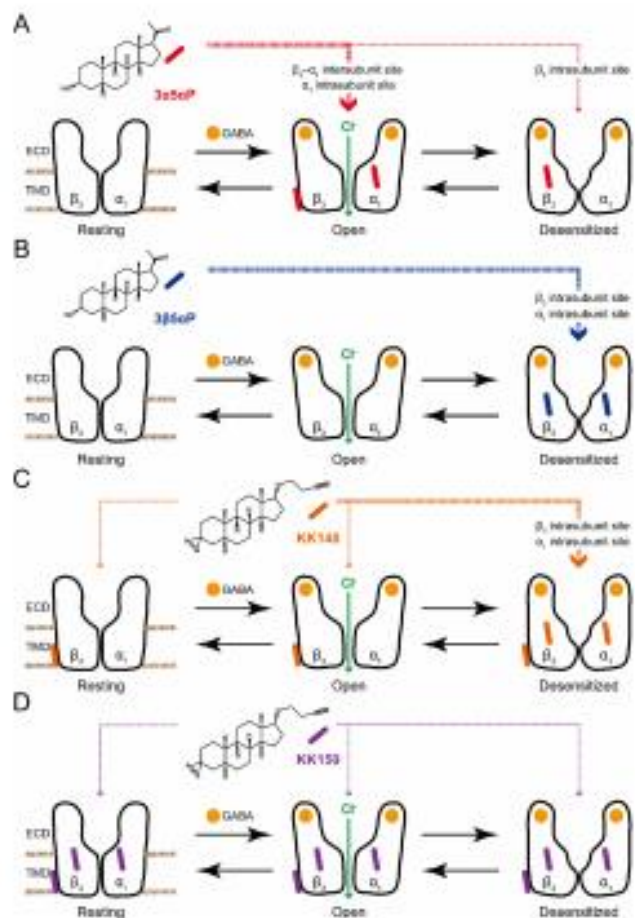 A
3α5αP
β₃–α₁ intersubunit site
α₁ intrasubunit site
β₃ intrasubunit site
ECD
TMD
β₃
α₁
GABA
Cl⁻
β₃
α₁
β₃
α₁
Resting
Open
Desensitized
B
3β5αP
β₃ intrasubunit site
α₁ intrasubunit site
ECD
TMD
β₃
α₁
GABA
Cl⁻
β₃
α₁
β₃
α₁
Resting
Open
Desensitized
C
KK148
β₃ intrasubunit site
α₁ intrasubunit site
ECD
TMD
β₃
α₁
GABA
Cl⁻
β₃
α₁
β₃
α₁
Resting
Open
Desensitized
D
KK150
ECD
TMD
β₃
α₁
GABA
Cl⁻
β₃
α₁
β₃
α₁
Resting
Open
Desensitized